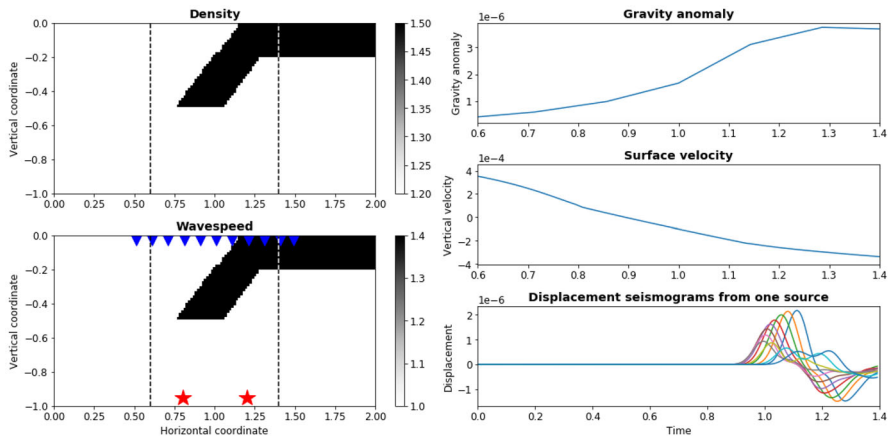 Density
Vertical coordinate
0.0
−0.2
−0.4
−0.6
−0.8
−1.0
0.00 0.25 0.50 0.75 1.00 1.25 1.50 1.75 2.00
1.50
1.45
1.40
1.35
1.30
1.25
1.20
Wavespeed
Vertical coordinate
0.0
−0.2
−0.4
−0.6
−0.8
−1.0
0.00 0.25 0.50 0.75 1.00 1.25 1.50 1.75 2.00
Horizontal coordinate
1.4
1.3
1.2
1.1
1.0
Gravity anomaly
1e−6
Gravity anomaly
3
2
1
0.6 0.7 0.8 0.9 1.0 1.1 1.2 1.3 1.4
Surface velocity
1e−4
Vertical velocity
4
2
0
−2
−4
0.6 0.7 0.8 0.9 1.0 1.1 1.2 1.3 1.4
Displacement seismograms from one source
1e−6
Displacement
2
1
0
−1
0.0 0.2 0.4 0.6 0.8 1.0 1.2 1.4
Time